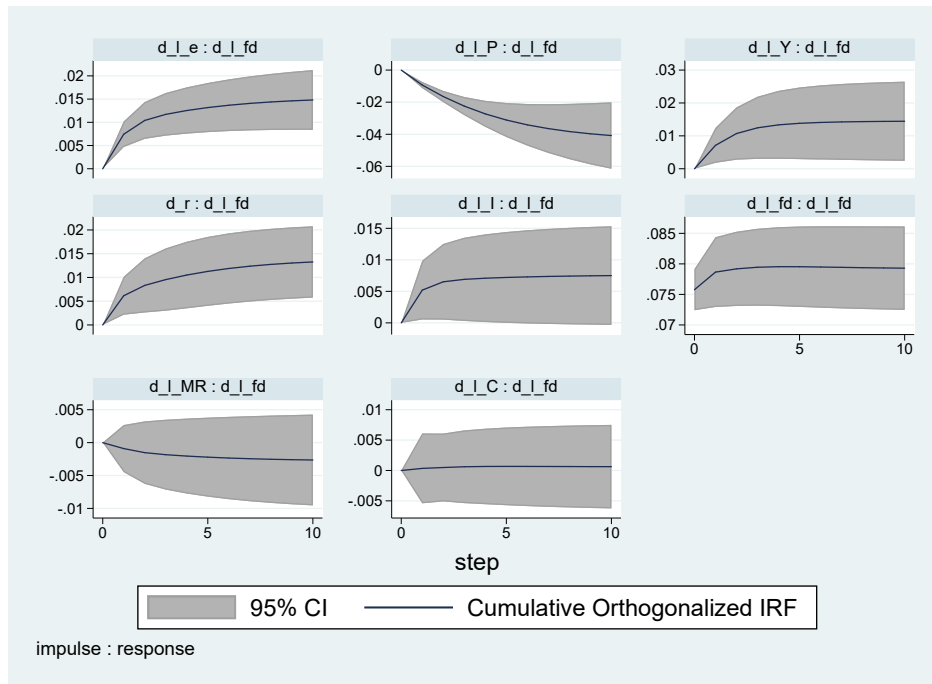 d_l_e : d_l_fd
.02
.015
.01
.005
0
d_l_P : d_l_fd
0
-.02
-.04
-.06
d_l_Y : d_l_fd
.03
.02
.01
0
d_r : d_l_fd
.02
.015
.01
.005
0
d_l_I : d_l_fd
.015
.01
.005
0
d_l_fd : d_l_fd
.085
.08
.075
.07
0 5 10
d_l_MR : d_l_fd
.005
0
-.005
-.01
0 5 10
d_l_C : d_l_fd
.01
.005
0
-.005
0 5 10
step
95% CI Cumulative Orthogonalized IRF
impulse : response